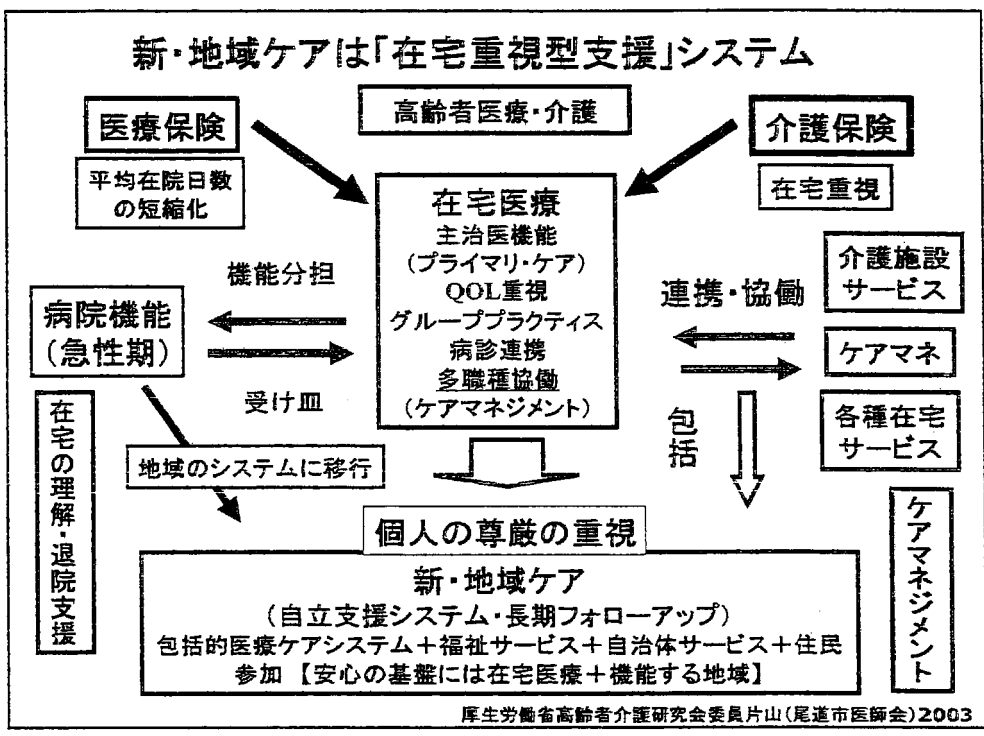 新・地域ケアは「在宅重視型支援」システム
医療保険
高齢者医療・介護
介護保険
平均在院日数
の短縮化
在宅重視
在宅医療
主治医機能
(プライマリ・ケア)
QOL重視
グループプラクティス
病診連携
多職種協働
(ケアマネジメント)
機能分担
病院機能
(急性期)
受け皿
連携・協働
包括
介護施設
サービス
ケアマネ
各種在宅
サービス
在宅の理解・退院支援
地域のシステムに移行
ケアマネジメント
個人の尊厳の重視
新・地域ケア
(自立支援システム・長期フォローアップ)
包括的医療ケアシステム+福祉サービス+自治体サービス+住民
参加 【安心の基盤には在宅医療+機能する地域】
厚生労働省高齢者介護研究会委員片山(尾道市医師会)2003